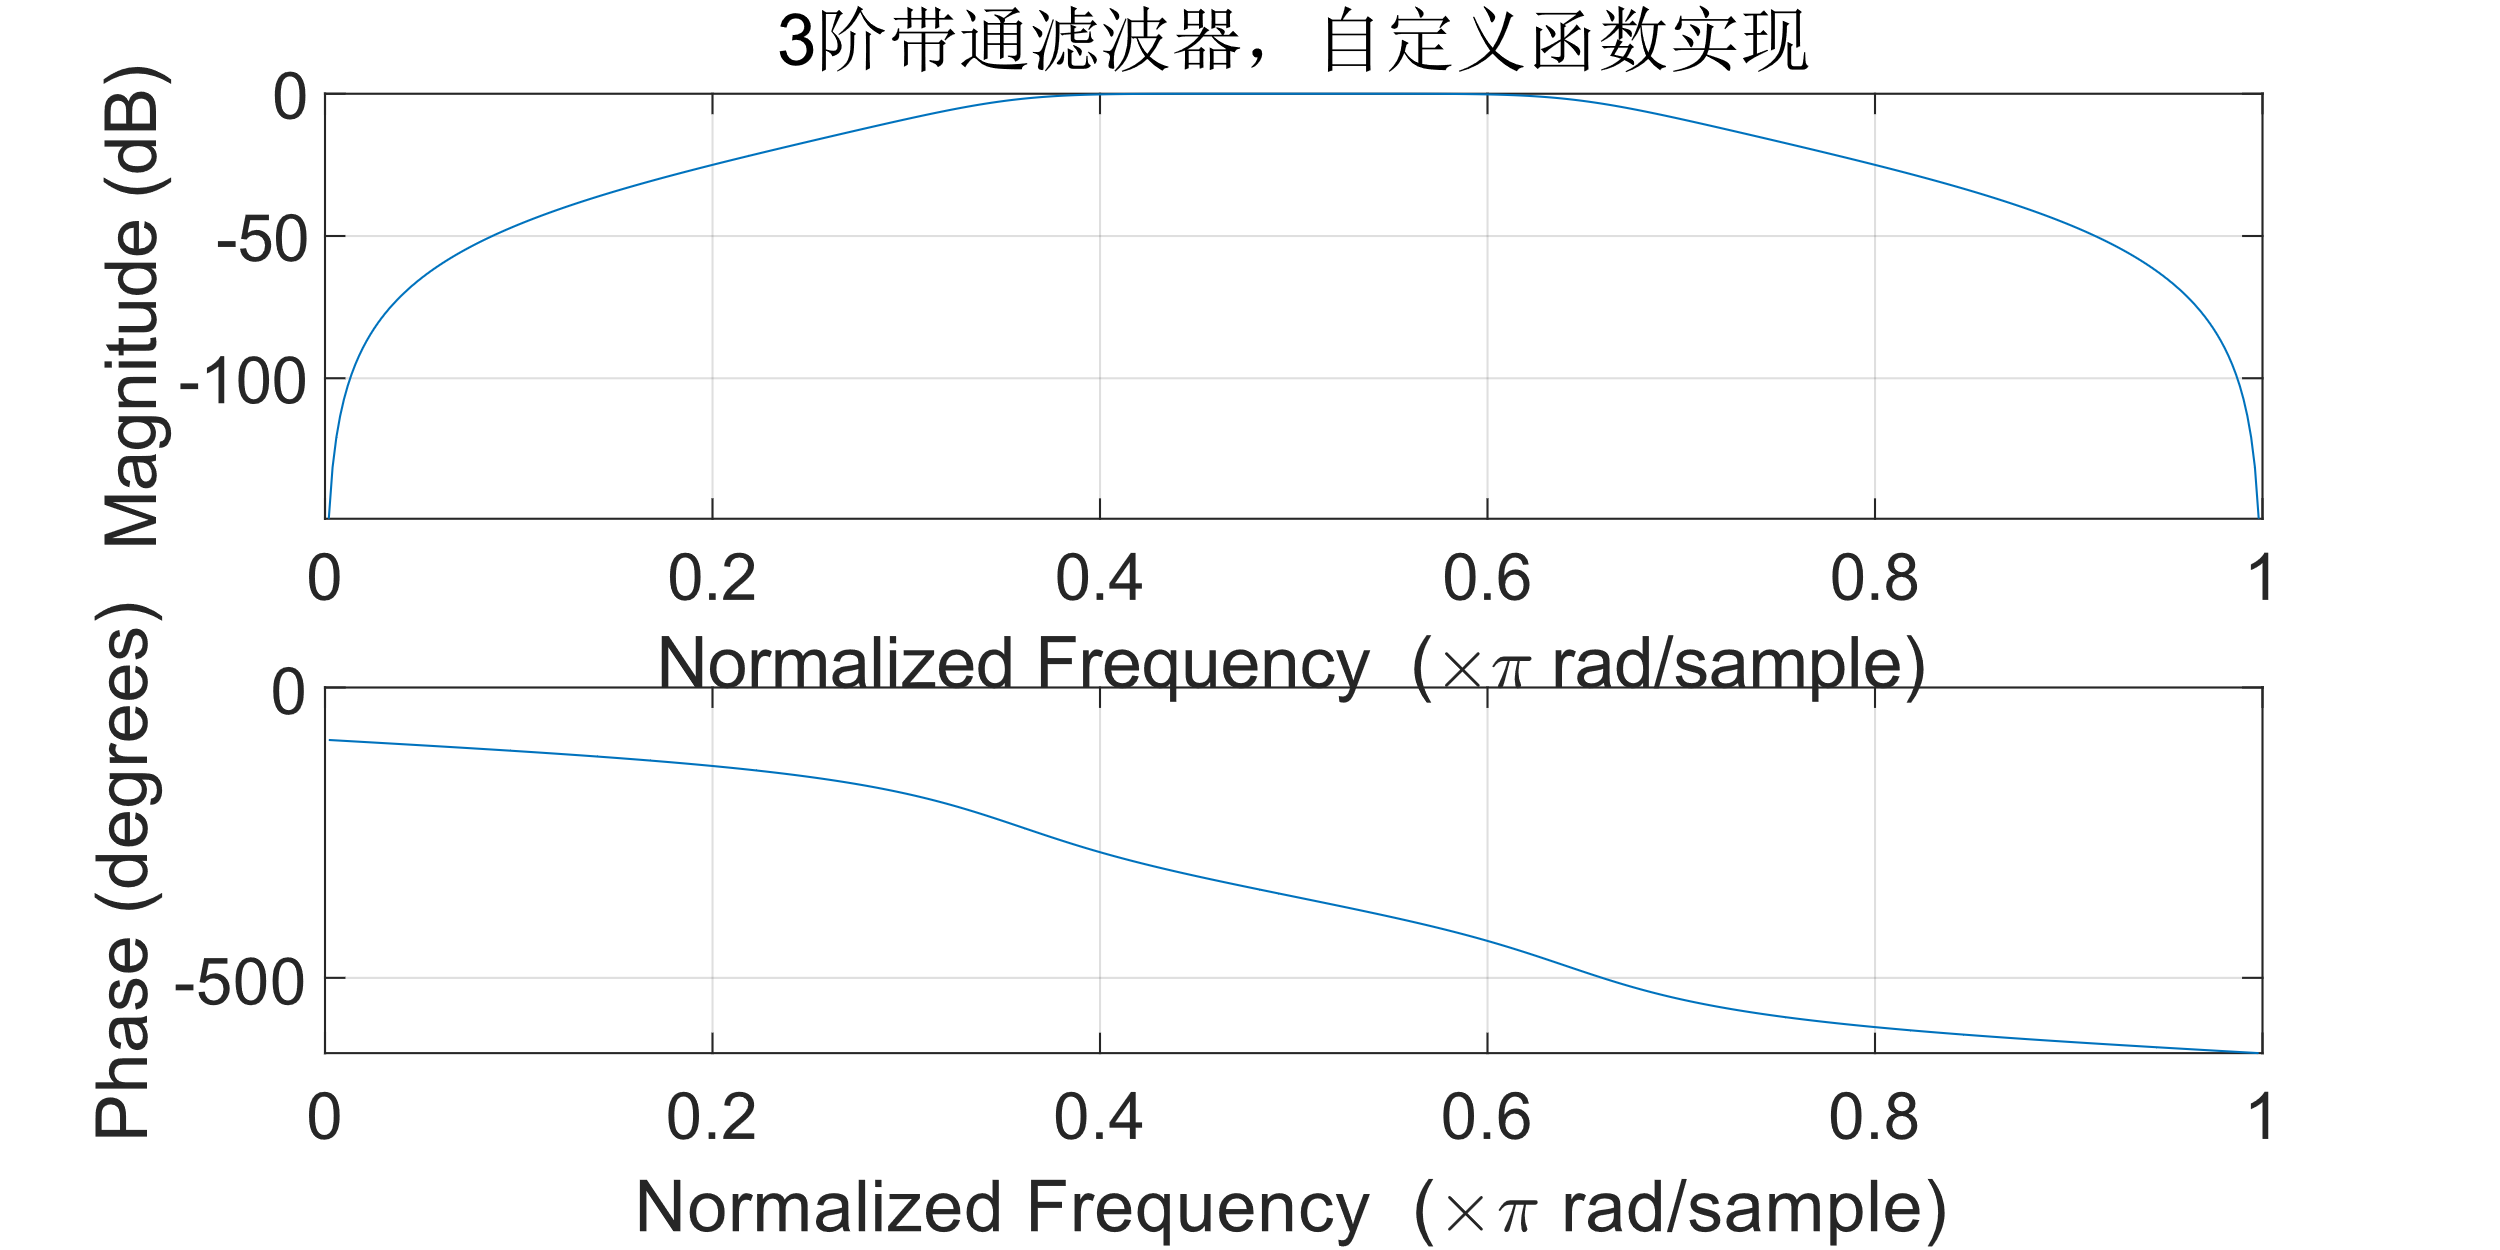 3阶带通滤波器,自定义函数实现
Magnitude (dB)
0
-50
-100
0 0.2 0.4 0.6 0.8 1
Normalized Frequency (×π rad/sample)
Phase (degrees)
0
-500
0 0.2 0.4 0.6 0.8 1
Normalized Frequency (×π rad/sample)